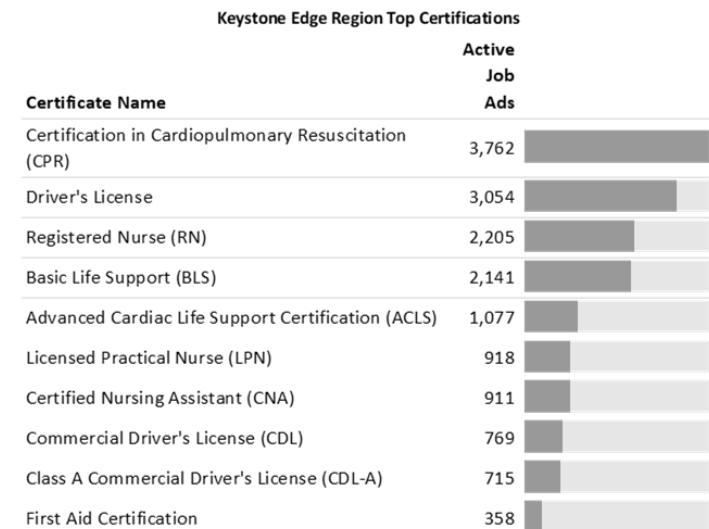 Keystone Edge Region Top Certifications
Active
Job
Certificate Name Ads
Certification in Cardiopulmonary Resuscitation
(CPR) 3,762
Driver's License 3,054
Registered Nurse (RN) 2,205
Basic Life Support (BLS) 2,141
Advanced Cardiac Life Support Certification (ACLS) 1,077
Licensed Practical Nurse (LPN) 918
Certified Nursing Assistant (CNA) 911
Commercial Driver's License (CDL) 769
Class A Commercial Driver's License (CDL-A) 715
First Aid Certification 358